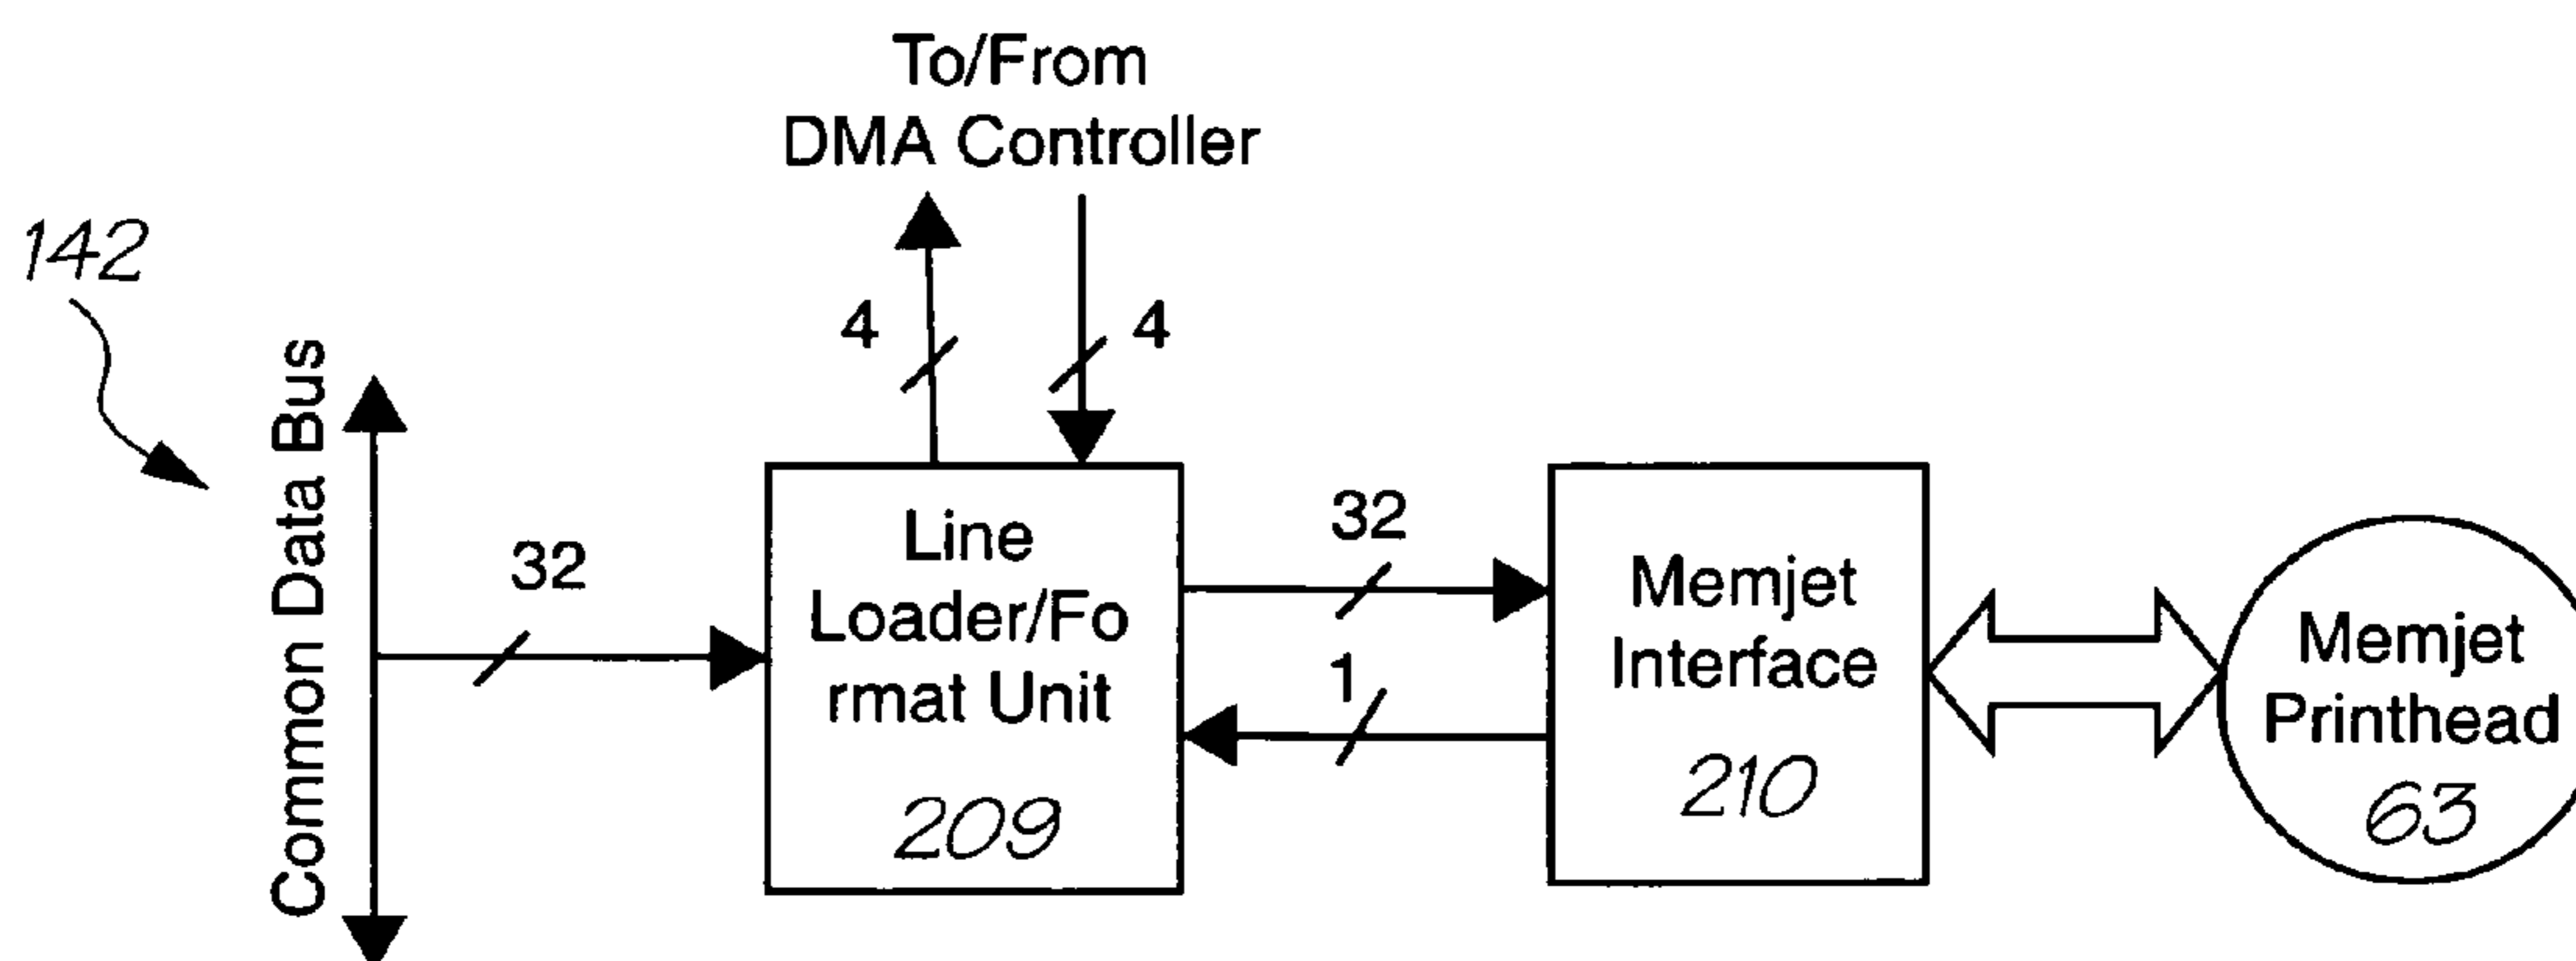 To/From
DMA Controller
142
4
4
Common Data Bus
32
Line
Loader/Fo
rmat Unit
209
32
1
Memjet
Interface
210
Memjet
Printhead
63